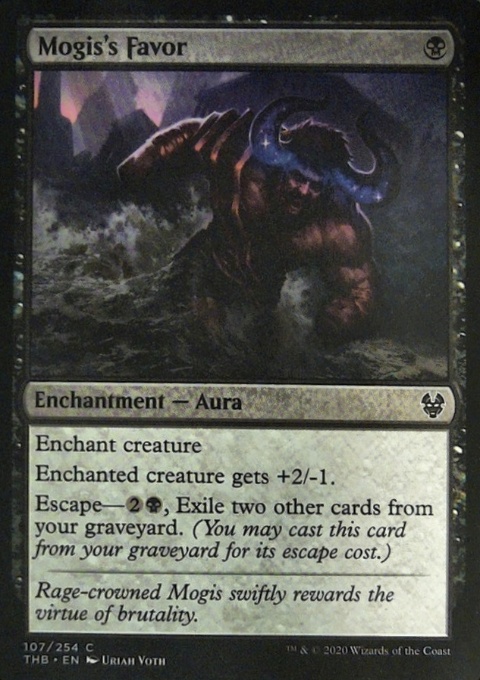 Mogis's Favor
Enchantment — Aura
Enchant creature
Enchanted creature gets +2/-1.
Escape—2, Exile two other cards from
your graveyard. (You may cast this card
from your graveyard for its escape cost.)
Rage-crowned Mogis swiftly rewards the
virtue of brutality.
107/254 C
THB • EN Uriah Voth
™ & © 2020 Wizards of the Coast